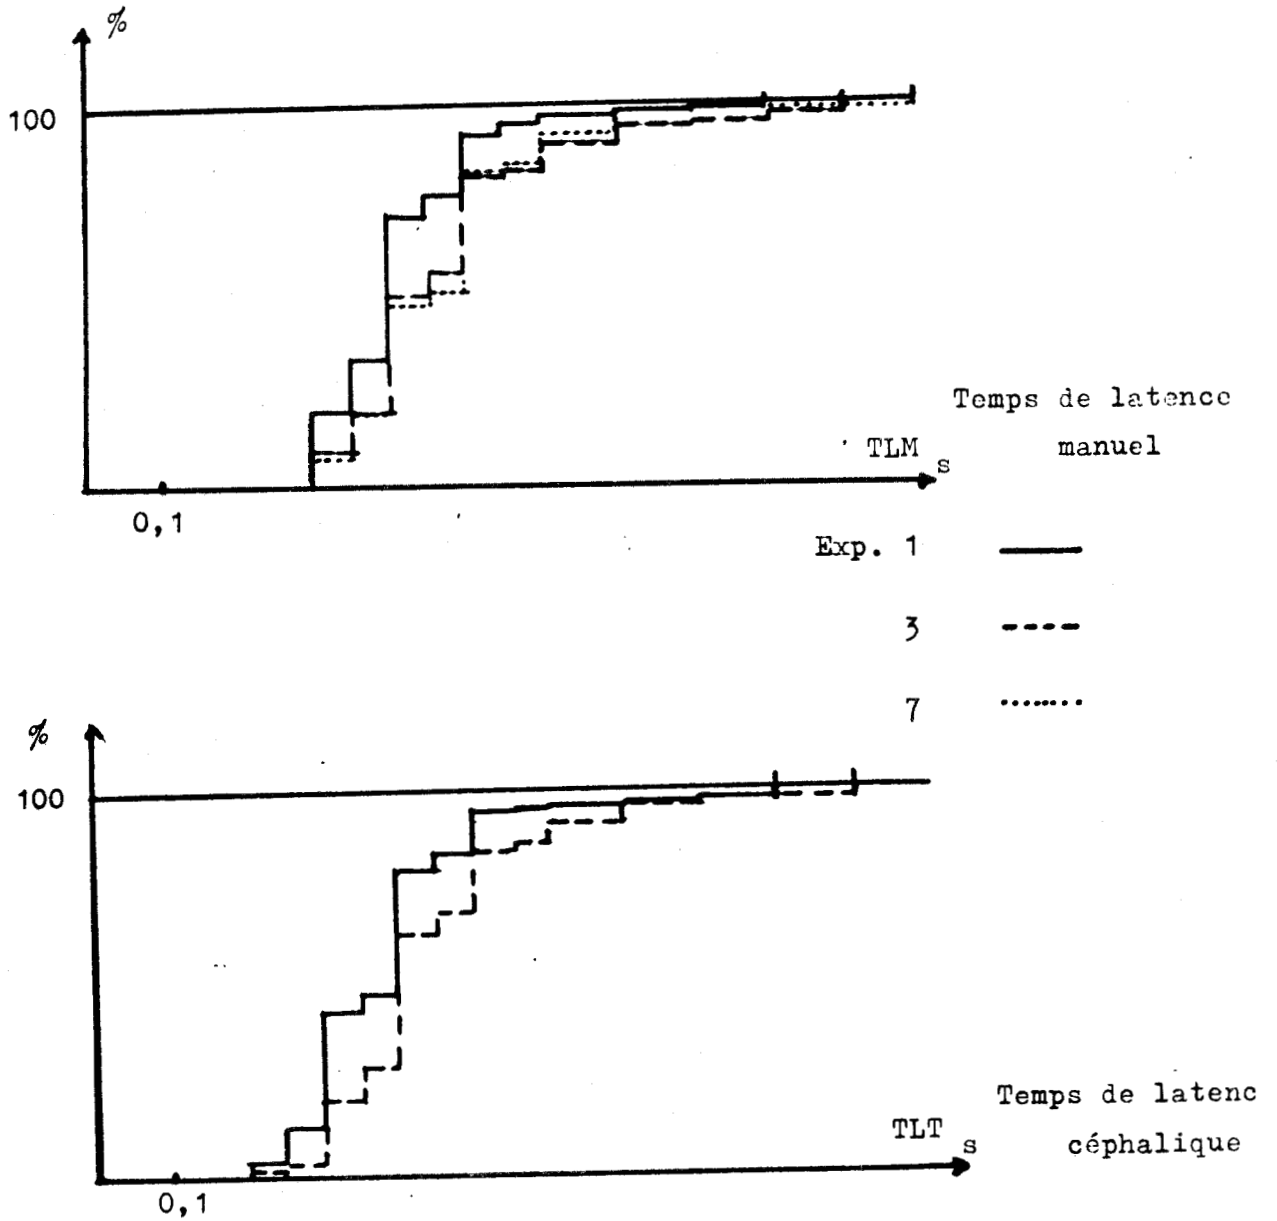 %
100
Temps de latence
TLM s
manuel
0,1
Exp. 1
3
7
%
100
Temps de latenc
TLT s
céphalique
0,1